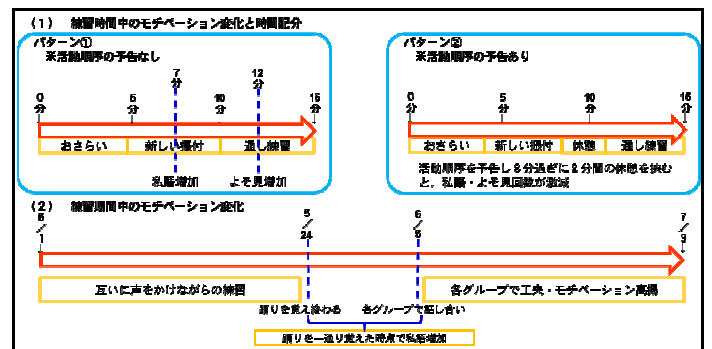 (1) 練習時間中のモチベーション変化と時間配分
パターン①
※活動順序の予告なし
7分
12分
0分
5分
10分
15分
おさらい
新しい振付
通し練習
私語増加
よそ見増加
パターン②
※活動順序の予告あり
0分
5分
10分
15分
おさらい
新しい振付
休憩
通し練習
活動順序を予告し8分過ぎに2分間の休憩を挟む
と，私語・よそ見回数が激減
(2) 練習期間中のモチベーション変化
5/1
5/24
6/5
7/3
互いに声をかけながらの練習
各グループで工夫・モチベーション高揚
踊りを覚え終わる
各グループで話し合い
踊りを一通り覚えた時点で私語増加